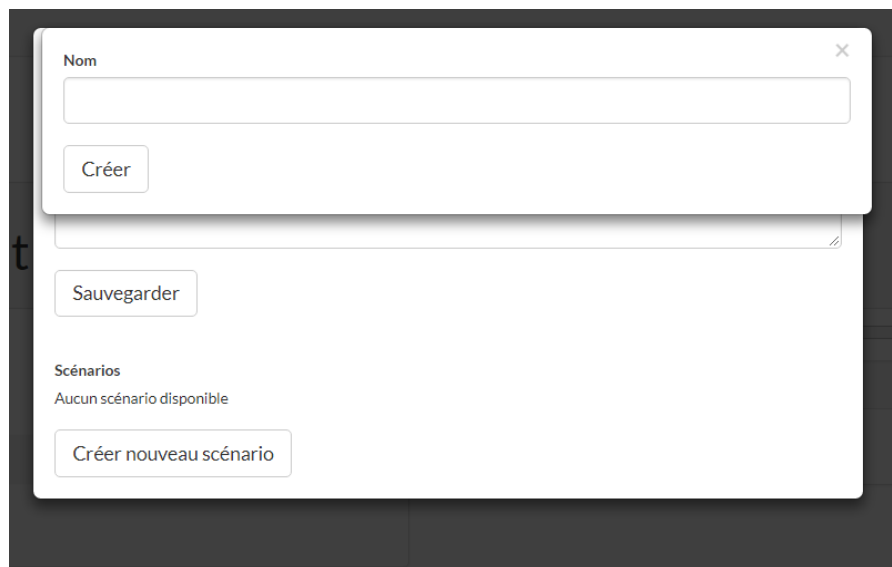 ×
Nom
Créer
t
Sauvegarder
Scénarios
Aucun scénario disponible
Créer nouveau scénario